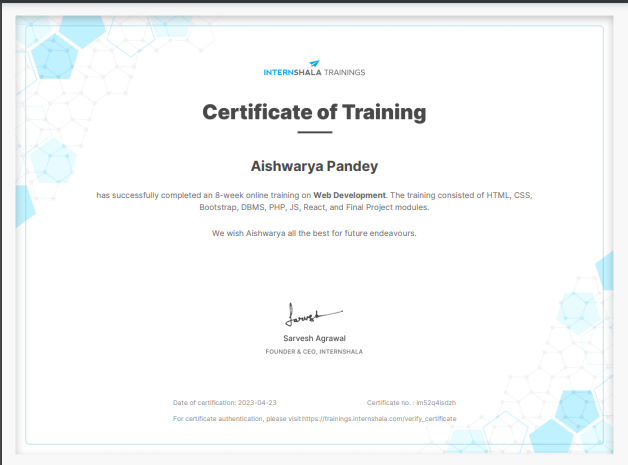 INTERNSHALA TRAININGS
Certificate of Training
Aishwarya Pandey
has successfully completed an 8-week online training on Web Development. The training consisted of HTML, CSS,
Bootstrap, DBMS, PHP, JS, React, and Final Project modules.
We wish Aishwarya all the best for future endeavours.
Sarvesh
Sarvesh Agrawal
FOUNDER & CEO, INTERNSHALA
Date of certification: 2023-04-23 Certificate no. : im52q4isdzh
For certificate authentication, please visit https://trainings.internshala.com/verify_certificate